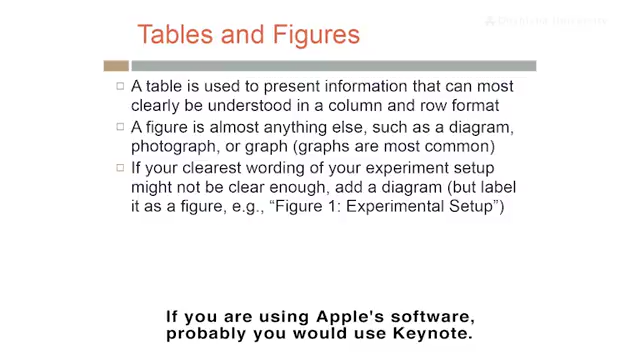 Tables and Figures
A table is used to present information that can most
clearly be understood in a column and row format
A figure is almost anything else, such as a diagram,
photograph, or graph (graphs are most common)
If your clearest wording of your experiment setup
might not be clear enough, add a diagram (but label
it as a figure, e.g., “Figure 1: Experimental Setup”)
If you are using Apple's software,
probably you would use Keynote.